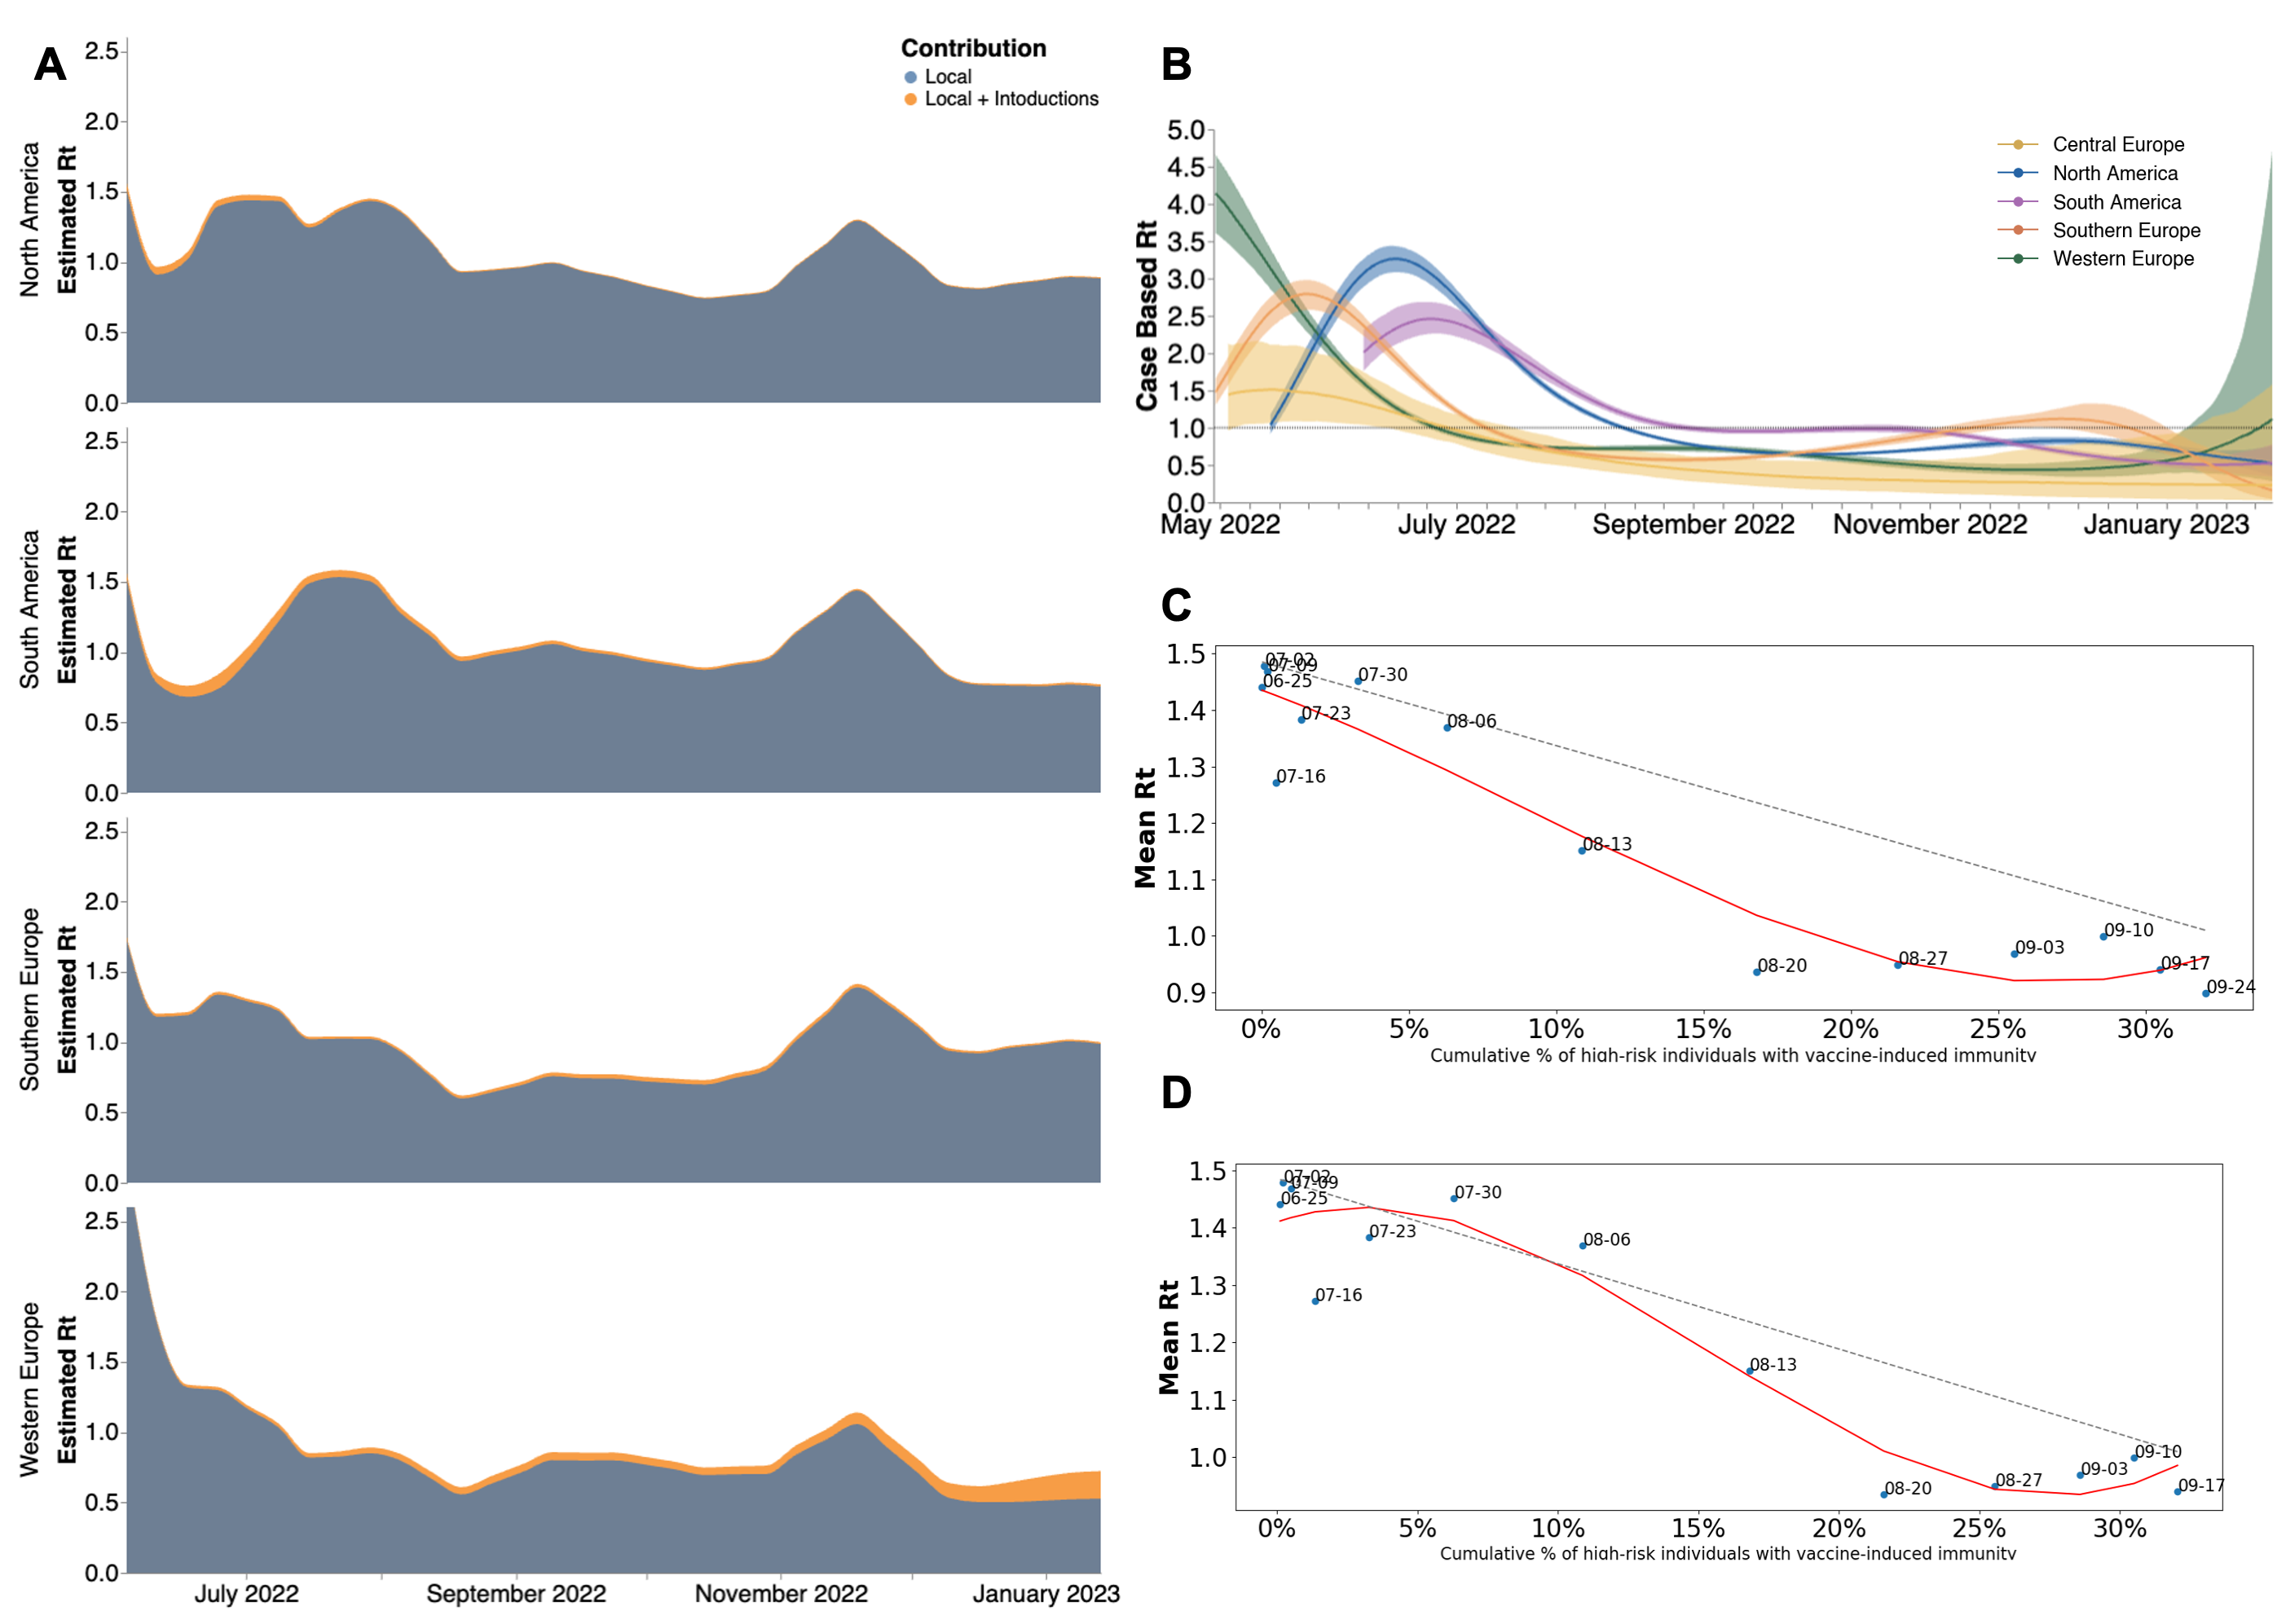 A
Contribution
Local
Local + Intoductions
North America
Estimated Rt
2.5
2.0
1.5
1.0
0.5
0.0
South America
Estimated Rt
2.5
2.0
1.5
1.0
0.5
0.0
Southern Europe
Estimated Rt
2.5
2.0
1.5
1.0
0.5
0.0
Western Europe
Estimated Rt
2.5
2.0
1.5
1.0
0.5
0.0
July 2022 September 2022 November 2022 January 2023
B
Case Based Rt
5.0
4.5
4.0
3.5
3.0
2.5
2.0
1.5
1.0
0.5
0.0
Central Europe
North America
South America
Southern Europe
Western Europe
May 2022 July 2022 September 2022 November 2022 January 2023
C
Mean Rt
1.5
1.4
1.3
1.2
1.1
1.0
0.9
07-02
07-09
06-25
07-30
07-23
08-06
07-16
08-13
08-20
08-27
09-03
09-10
09-17
09-24
0% 5% 10% 15% 20% 25% 30%
Cumulative % of high-risk individuals with vaccine-induced immunity
D
Mean Rt
1.5
1.4
1.3
1.2
1.1
1.0
07-02
07-09
06-25
07-30
07-23
08-06
07-16
08-13
08-20
08-27
09-03
09-10
09-17
0% 5% 10% 15% 20% 25% 30%
Cumulative % of high-risk individuals with vaccine-induced immunity